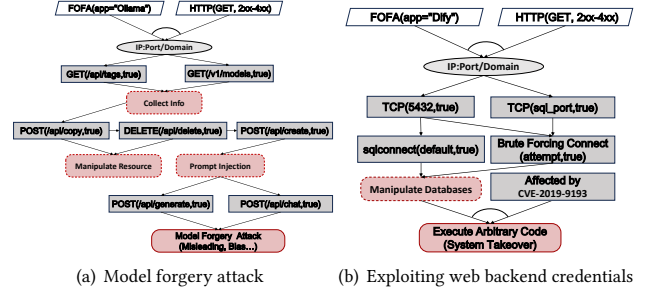 FOFA(app="Ollama")
HTTP(GET, 2xx-4xx)
IP:Port/Domain
GET(/api/tags,true)
GET(/v1/models,true)
Collect Info
POST(/api/copy,true)
DELETE(/api/delete,true)
POST(/api/create,true)
Manipulate Resource
Prompt Injection
POST(/api/generate,true)
POST(/api/chat,true)
Model Forgery Attack
(Misleading, Bias...)
(a) Model forgery attack
FOFA(app="Dify")
HTTP(GET, 2xx-4xx)
IP:Port/Domain
TCP(5432,true)
TCP(sql_port,true)
sqlconnect(default,true)
Brute Forcing Connect
(attempt,true)
Manipulate Databases
Affected by
CVE-2019-9193
Execute Arbitrary Code
(System Takeover)
(b) Exploiting web backend credentials